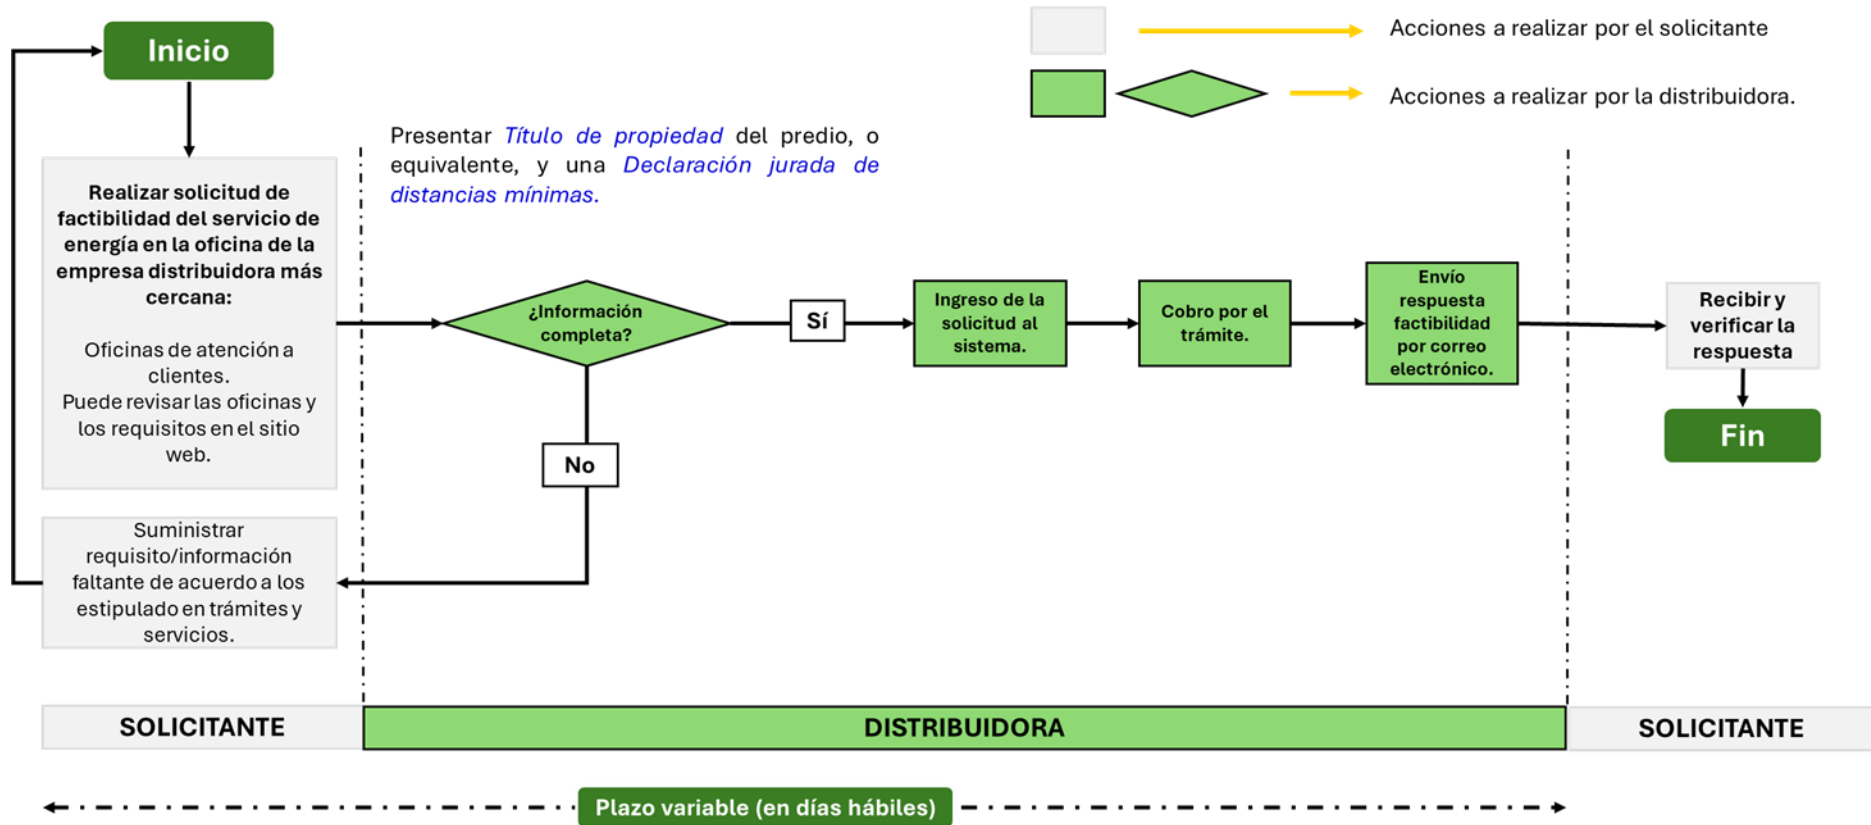 Inicio
Acciones a realizar por el solicitante
Acciones a realizar por la distribuidora.
Presentar Título de propiedad del predio, o
equivalente, y una Declaración jurada de
distancias mínimas.
Realizar solicitud de
factibilidad del servicio de
energía en la oficina de la
empresa distribuidora más
cercana:
Oficinas de atención a
clientes.
Puede revisar las oficinas y
los requisitos en el sitio
web.
¿Información
completa?
Sí
Ingreso de la
solicitud al
sistema.
Cobro por el
trámite.
Envío
respuesta
factibilidad
por correo
electrónico.
Recibir y
verificar la
respuesta
Fin
No
Suministrar
requisito/información
faltante de acuerdo a los
estipulado en trámites y
servicios.
SOLICITANTE
DISTRIBUIDORA
SOLICITANTE
Plazo variable (en días hábiles)